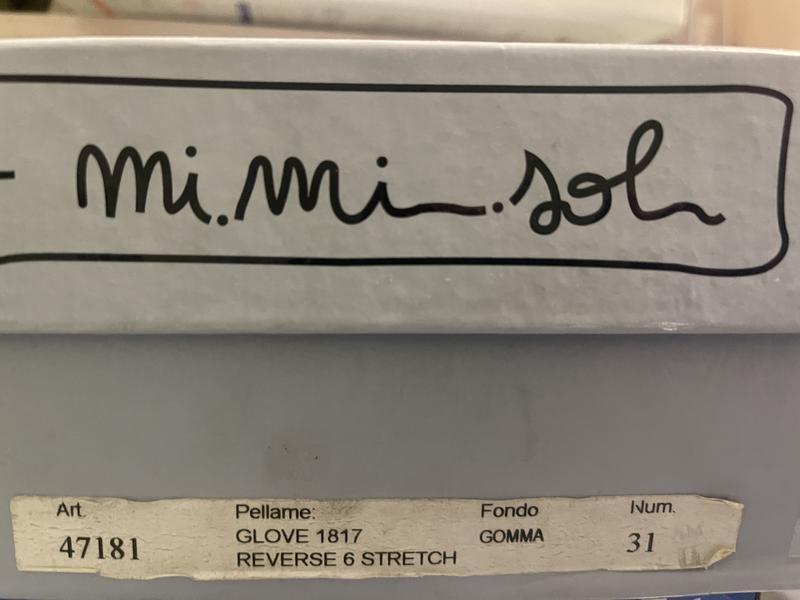 mi.mi.sol
Art. Pellame: Fondo Num.
47181 GLOVE 1817 GOMMA 31
REVERSE 6 STRETCH